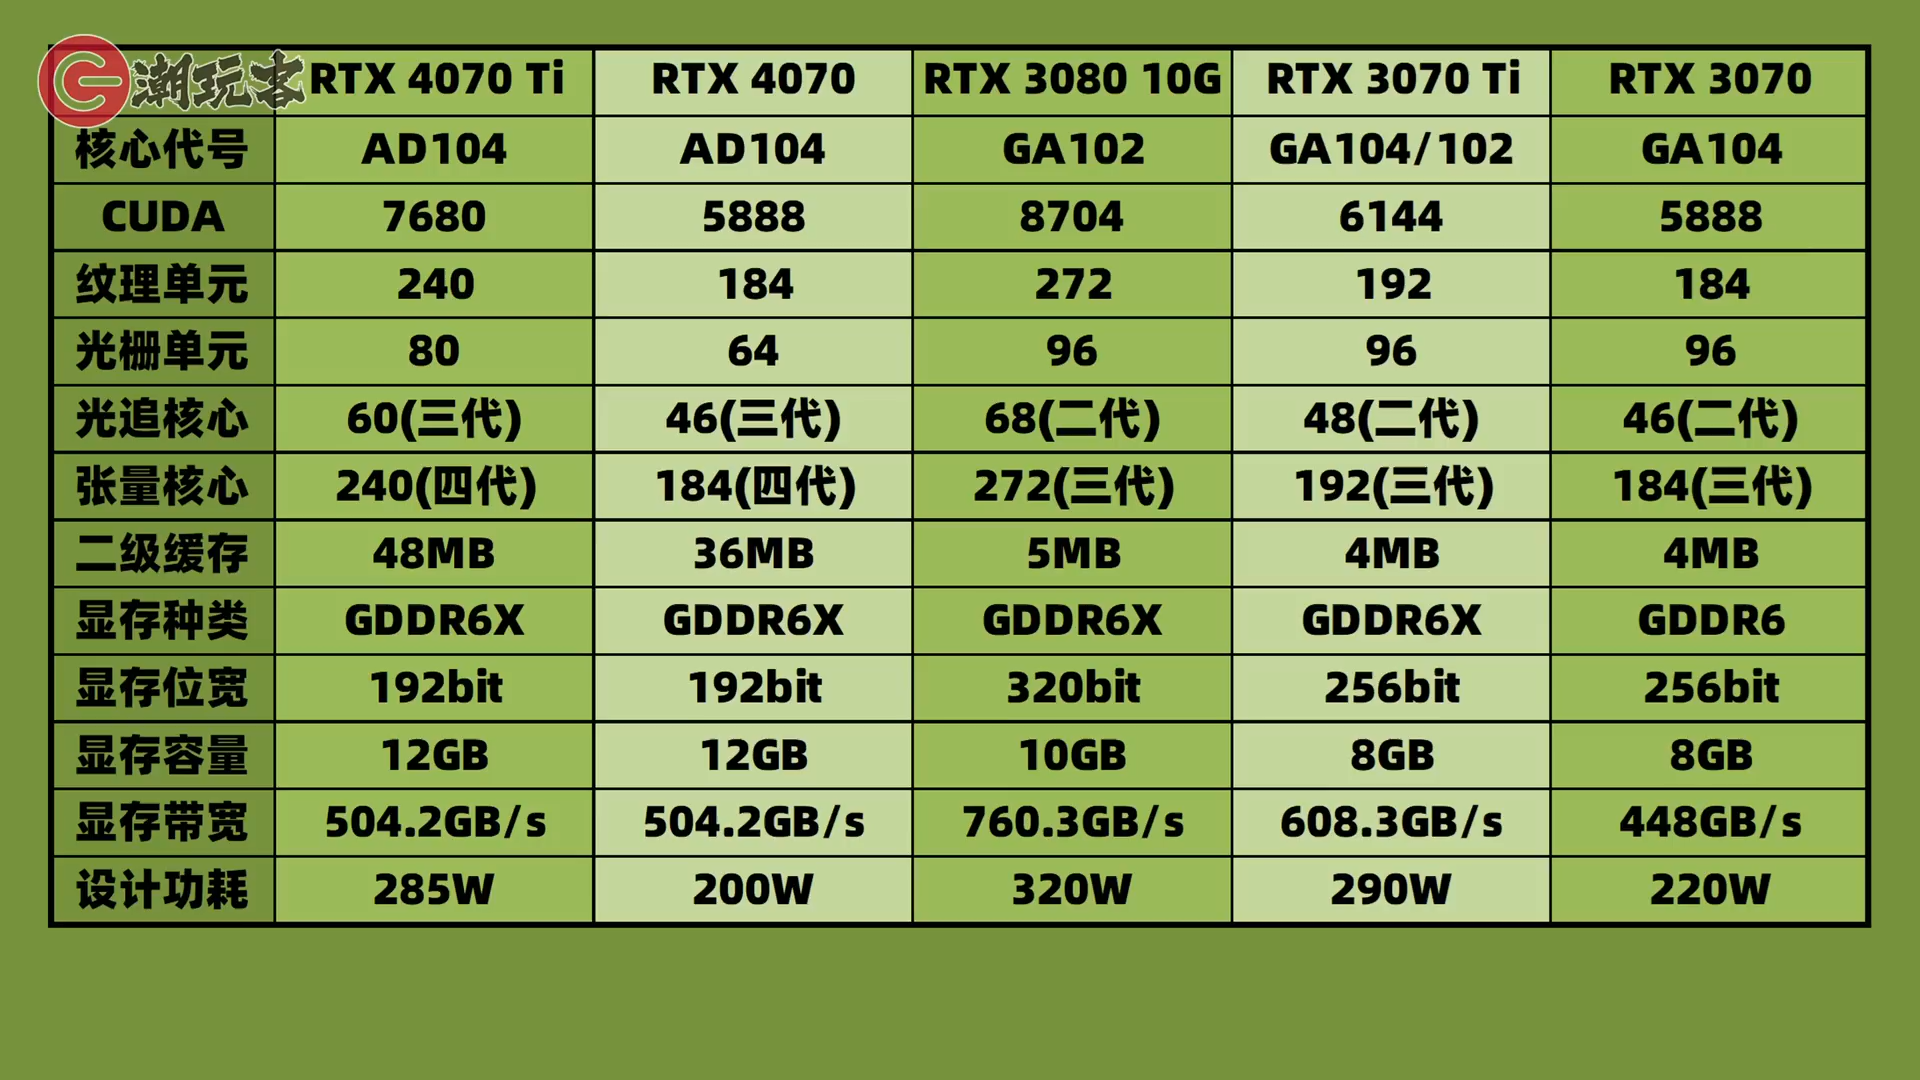 潮玩客 RTX 4070 Ti RTX 4070 RTX 3080 10G RTX 3070 Ti RTX 3070
核心代号 AD104 AD104 GA102 GA104/102 GA104
CUDA 7680 5888 8704 6144 5888
纹理单元 240 184 272 192 184
光栅单元 80 64 96 96 96
光追核心 60(三代) 46(三代) 68(二代) 48(二代) 46(二代)
张量核心 240(四代) 184(四代) 272(三代) 192(三代) 184(三代)
二级缓存 48MB 36MB 5MB 4MB 4MB
显存种类 GDDR6X GDDR6X GDDR6X GDDR6X GDDR6
显存位宽 192bit 192bit 320bit 256bit 256bit
显存容量 12GB 12GB 10GB 8GB 8GB
显存带宽 504.2GB/s 504.2GB/s 760.3GB/s 608.3GB/s 448GB/s
设计功耗 285W 200W 320W 290W 220W